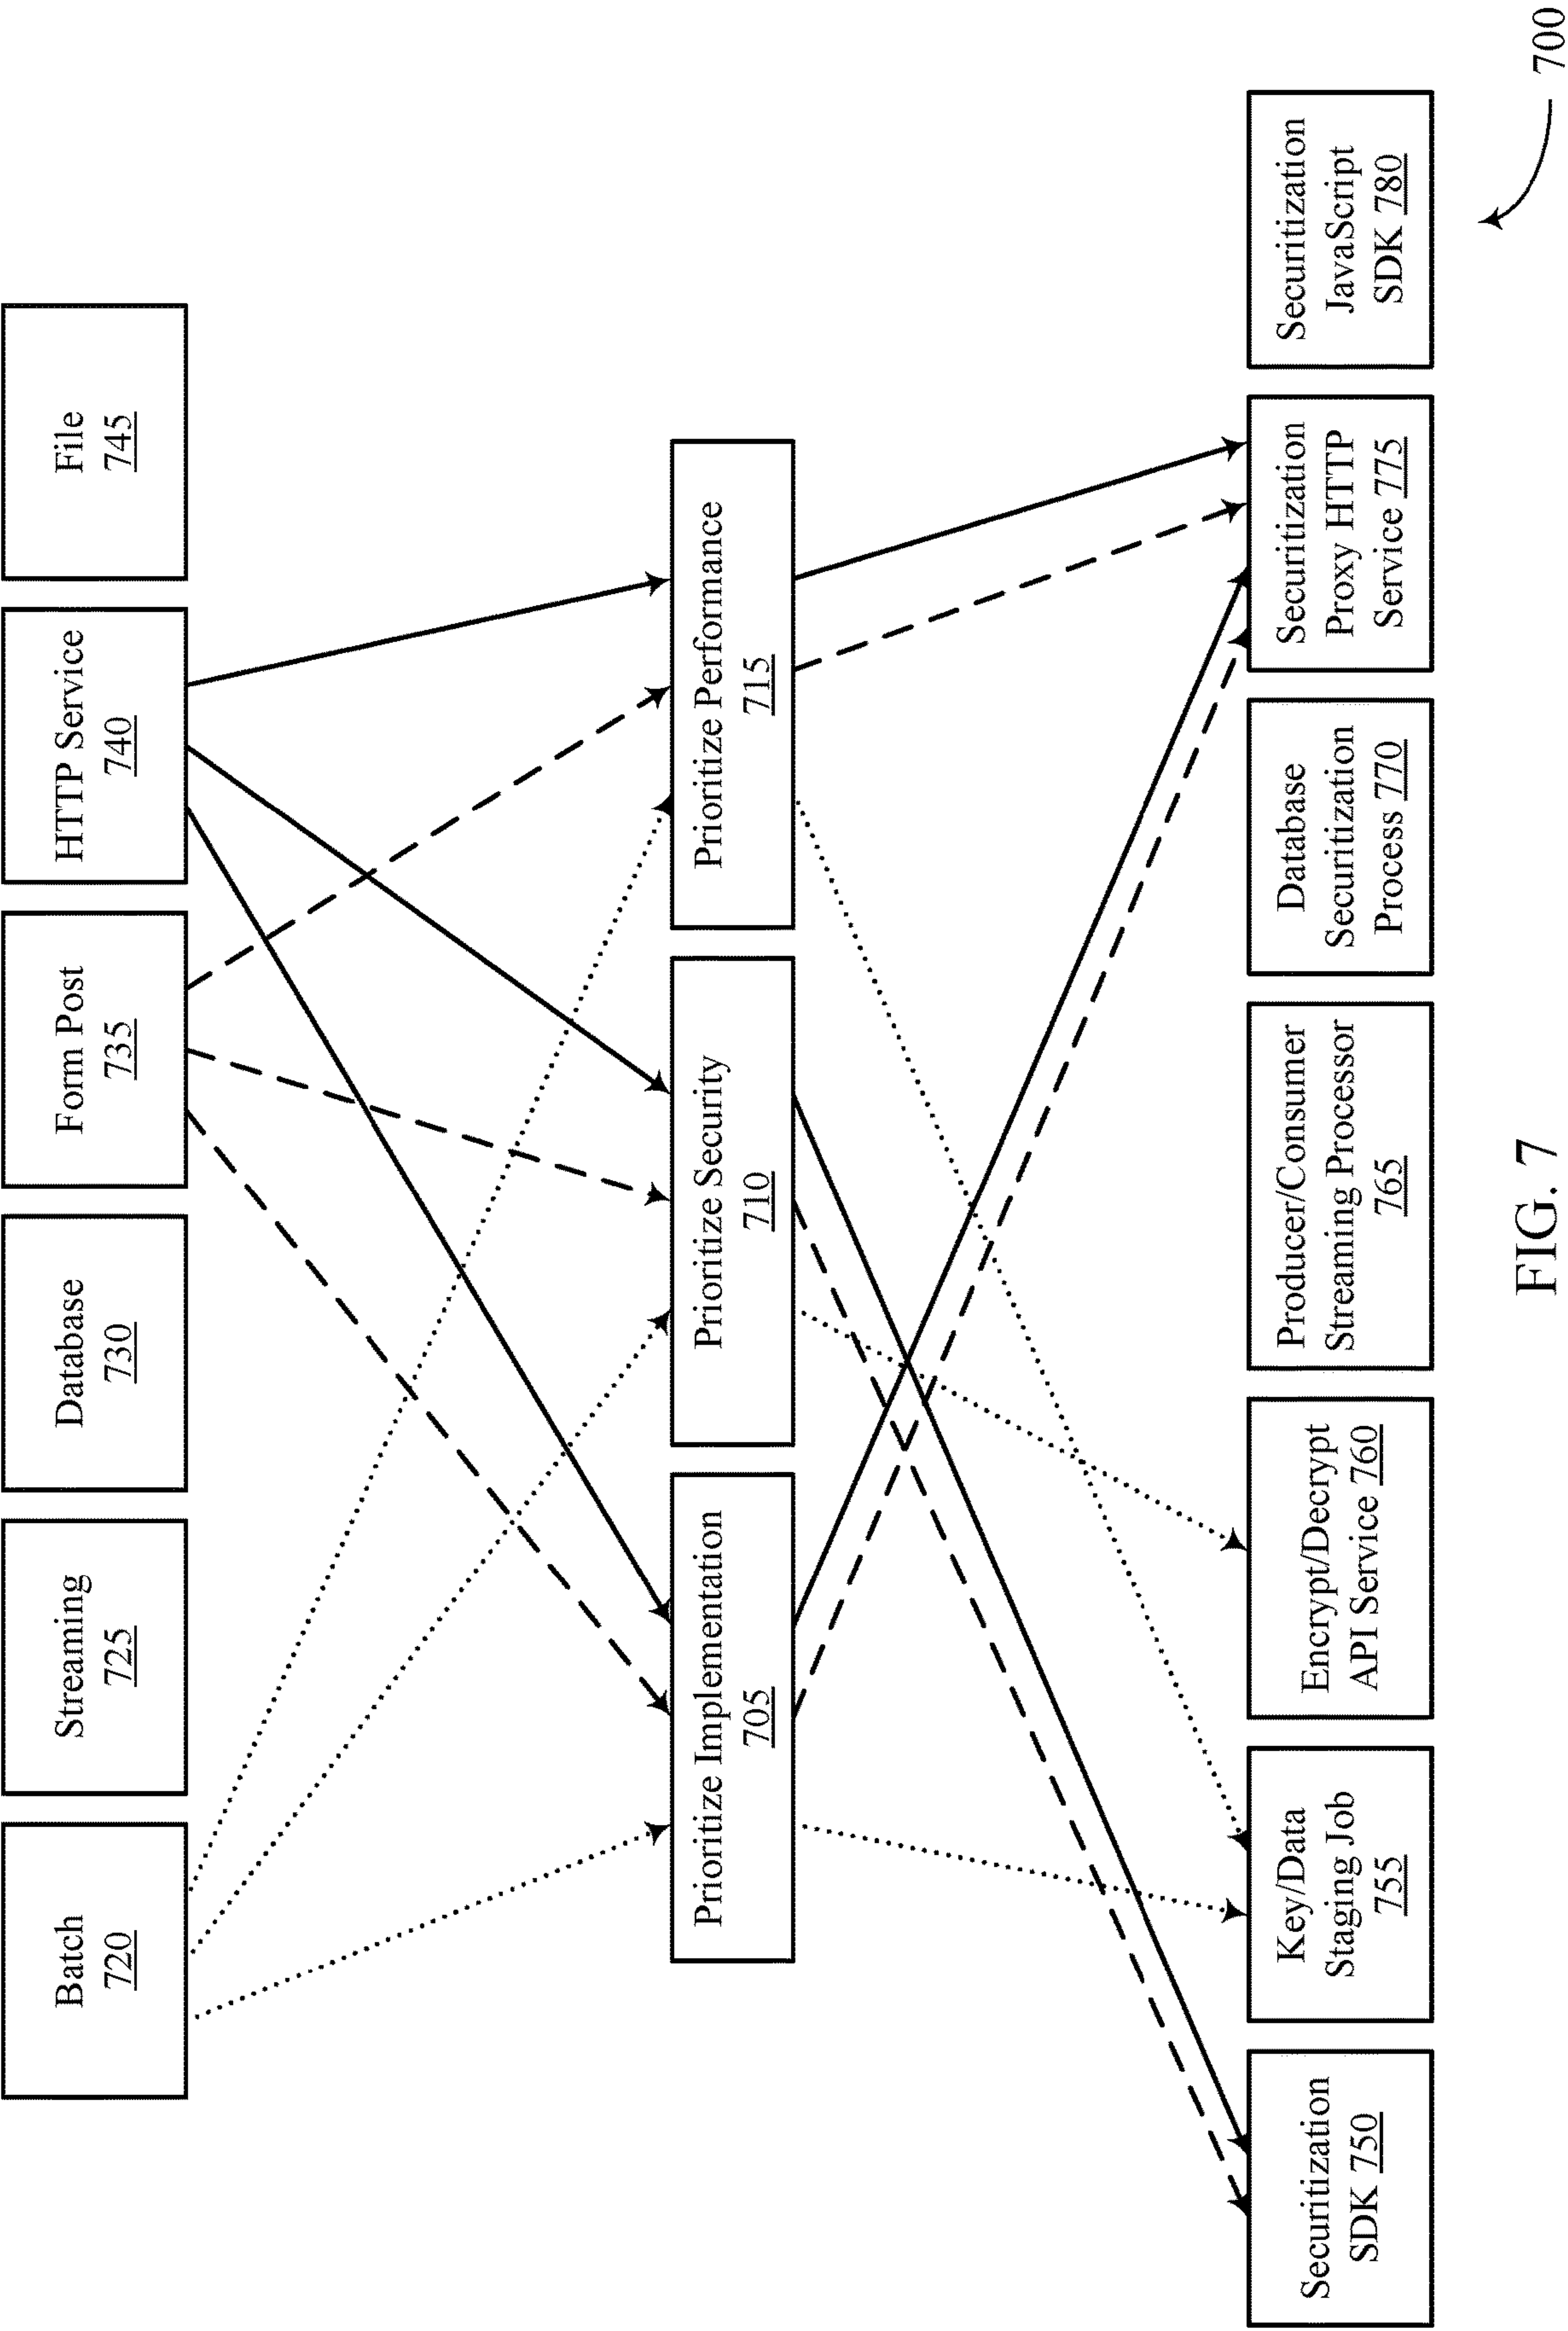 Batch
720
Streaming
725
Database
730
Form Post
735
HTTP Service
740
File
745
Prioritize Implementation
705
Prioritize Security
710
Prioritize Performance
715
Securitization
SDK 750
Key/Data
Staging Job
755
Encrypt/Decrypt
API Service 760
Producer/Consumer
Streaming Processor
765
Database
Securitization
Process 770
Securitization
Proxy HTTP
Service 775
Securitization
JavaScript
SDK 780
700
FIG. 7